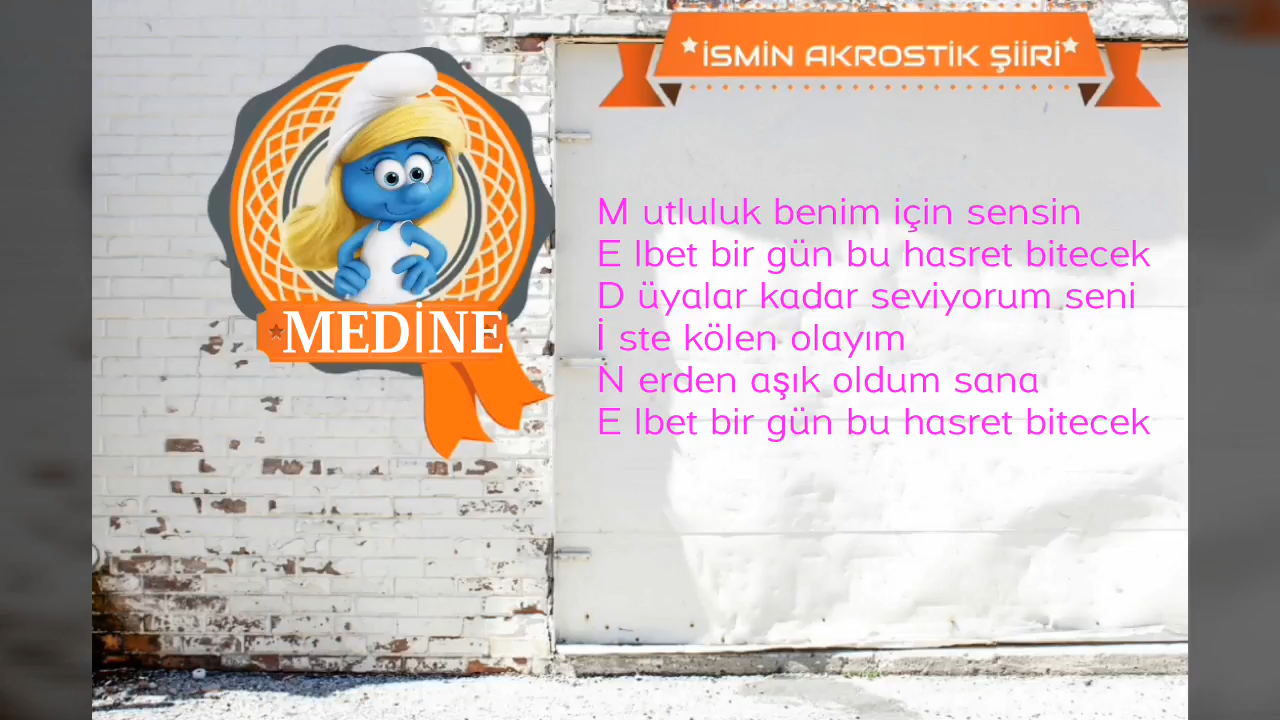 İSMİN AKROSTİK ŞİİRİ
MEDİNE
M utluluk benim için sensin
E lbet bir gün bu hasret bitecek
D üyalar kadar seviyorum seni
İ ste kölen olayım
N erden aşık oldum sana
E lbet bir gün bu hasret bitecek